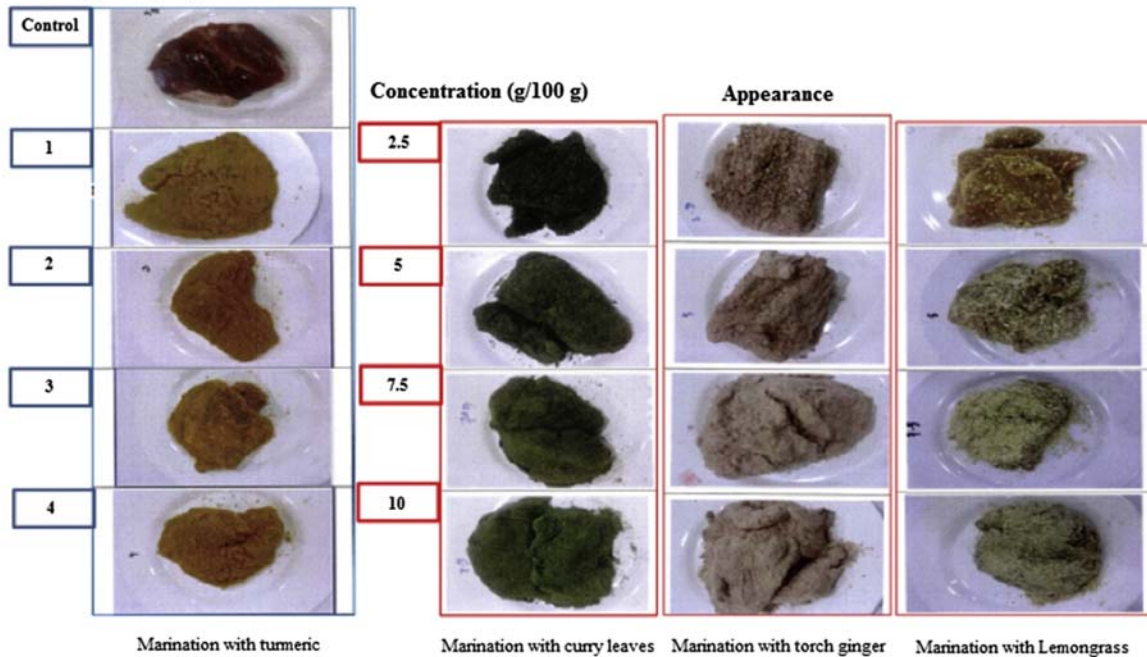 Control
Concentration (g/100 g)
Appearance
1
2.5
2
5
3
7.5
4
10
Marination with turmeric
Marination with curry leaves
Marination with torch ginger
Marination with Lemongrass